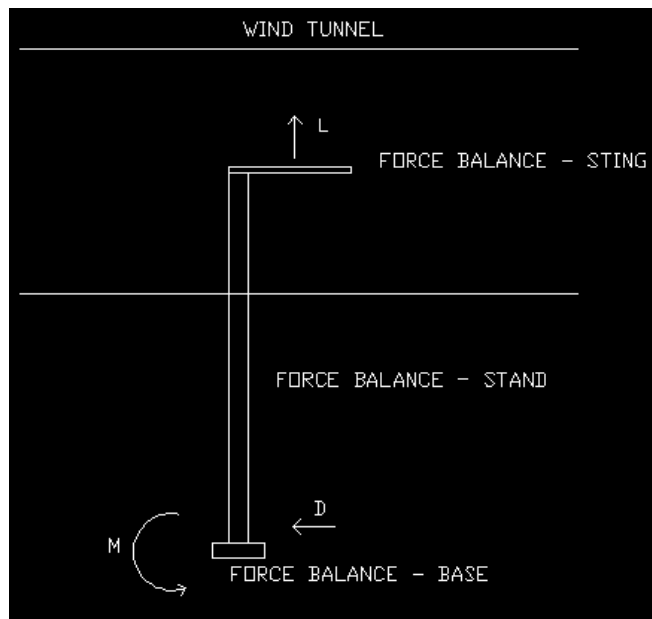 WIND TUNNEL
L
FORCE BALANCE - STING
FORCE BALANCE - STAND
D
M
FORCE BALANCE - BASE